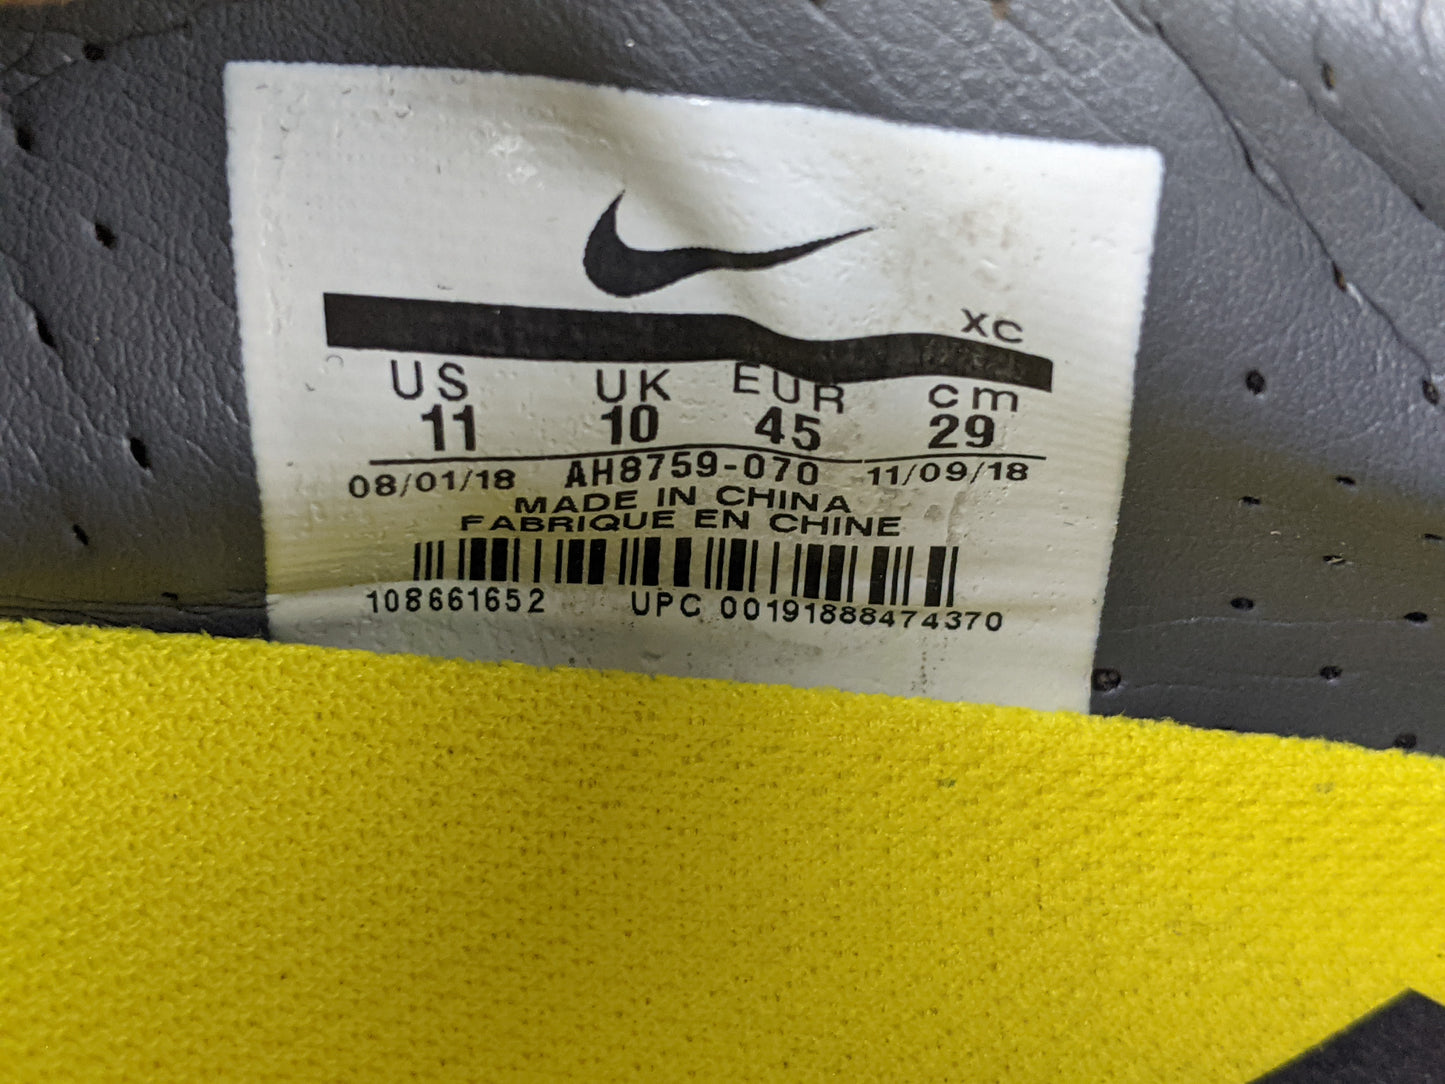 XC
US UK EUR cm
11 10 45 29
08/01/18 AH8759-070 11/09/18
MADE IN CHINA
FABRIQUE EN CHINE
108661652 UPC 00191888474370